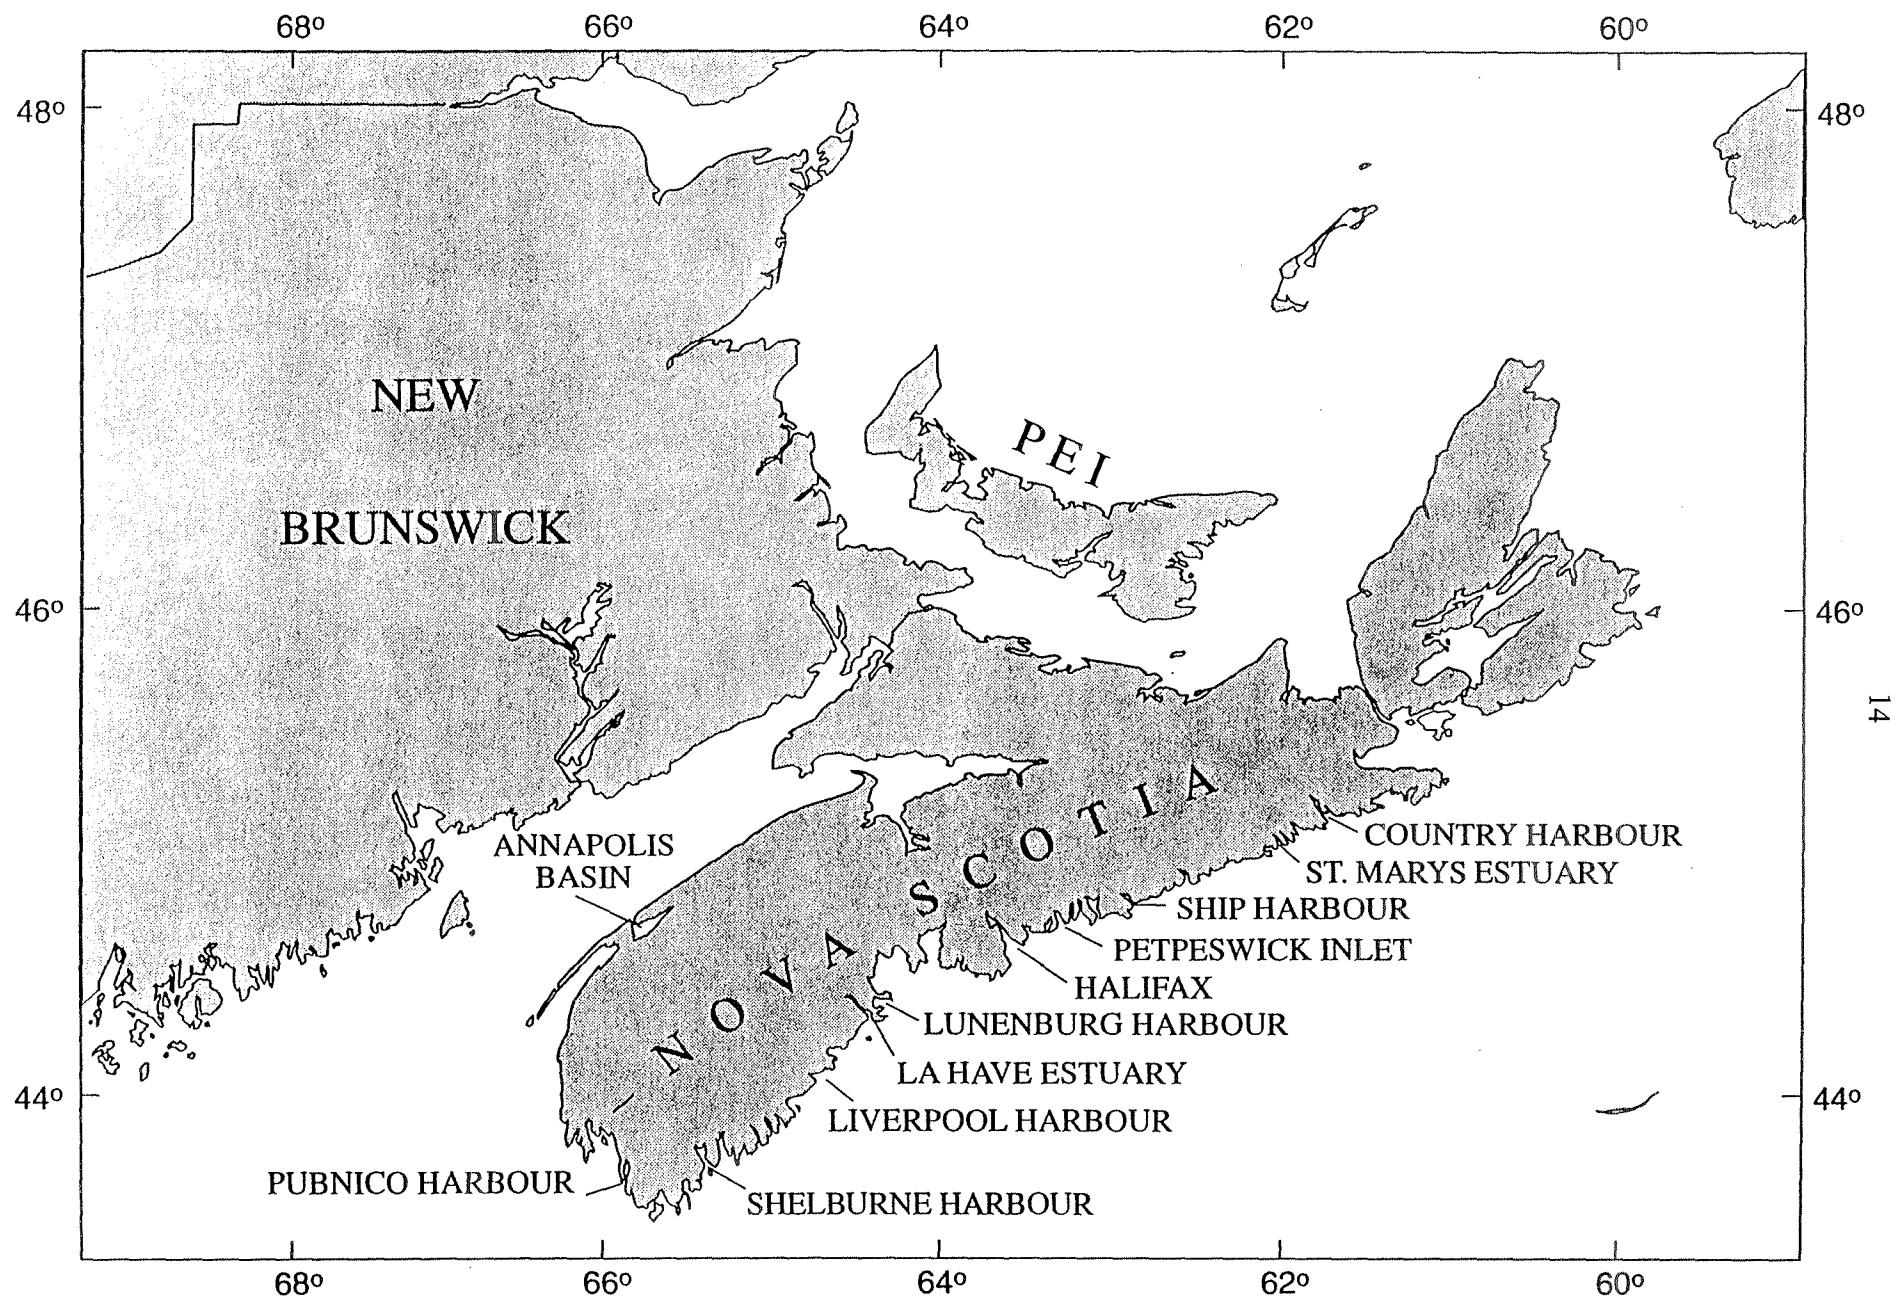 68º 66º 64º 62º 60º
48º 48º
NEW
PEI
BRUNSWICK
46º 46º
14
NOVA SCOTIA
ANNAPOLIS
BASIN
COUNTRY HARBOUR
ST. MARYS ESTUARY
SHIP HARBOUR
PETPESWICK INLET
HALIFAX
LUNENBURG HARBOUR
LA HAVE ESTUARY
44º 44º
LIVERPOOL HARBOUR
PUBNICO HARBOUR
SHELBURNE HARBOUR
68º 66º 64º 62º 60º